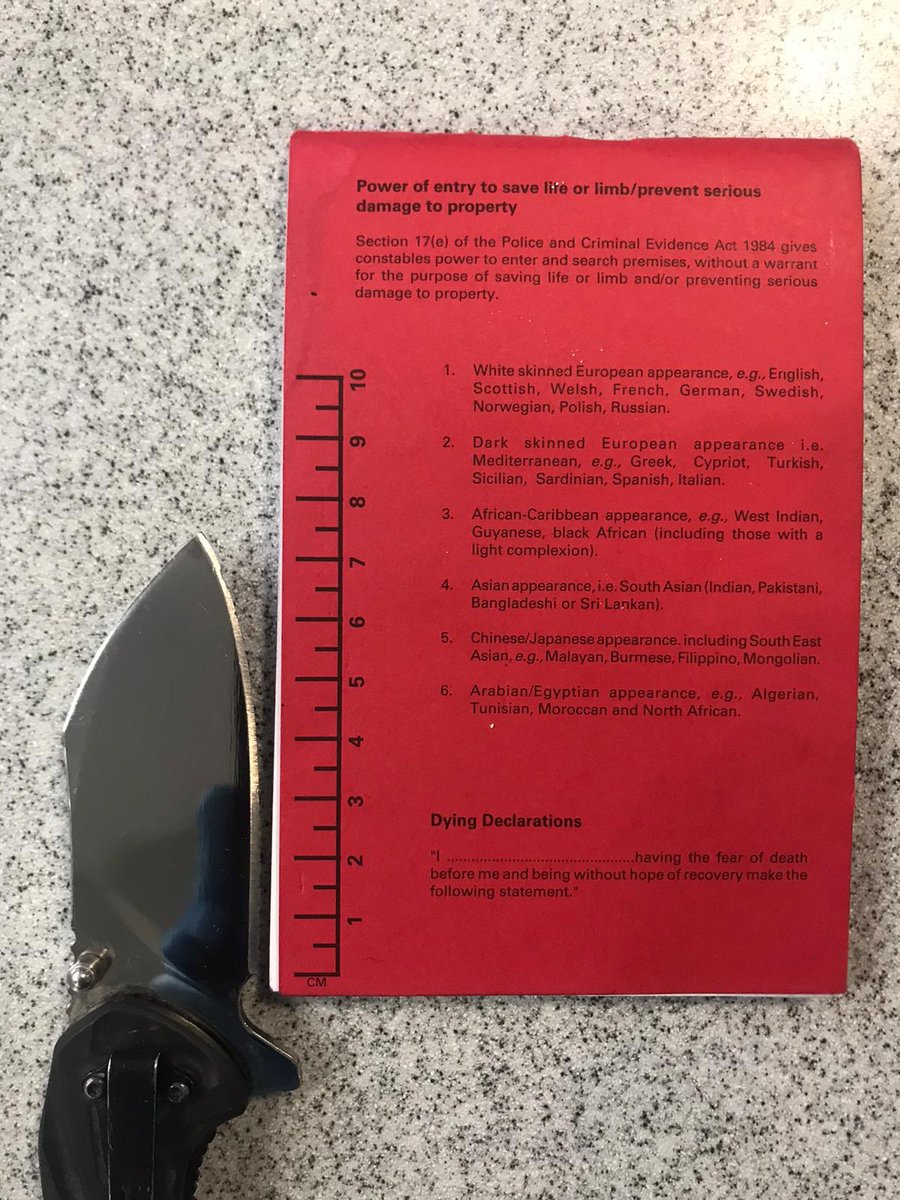 Power of entry to save life or limb/prevent serious
damage to property
Section 17(e) of the Police and Criminal Evidence Act 1984 gives
constables power to enter and search premises, without a warrant
for the purpose of saving life or limb and/or preventing serious
damage to property.
1. White skinned European appearance, e.g., English,
Scottish, Welsh, French, German, Swedish,
Norwegian, Polish, Russian.
2. Dark skinned European appearance i.e.
Mediterranean, e.g., Greek, Cypriot, Turkish,
Sicilian, Sardinian, Spanish, Italian.
3. African-Caribbean appearance, e.g., West Indian,
Guyanese, black African (including those with a
light complexion).
4. Asian appearance, i.e. South Asian (Indian, Pakistani,
Bangladeshi or Sri Lankan).
5. Chinese/Japanese appearance. including South East
Asian, e.g., Malayan, Burmese, Filippino, Mongolian.
6. Arabian/Egyptian appearance, e.g., Algerian,
Tunisian, Moroccan and North African.
Dying Declarations
"I ..............................................having the fear of death
before me and being without hope of recovery make the
following statement."
10
9
8
7
6
5
4
3
2
1
CM